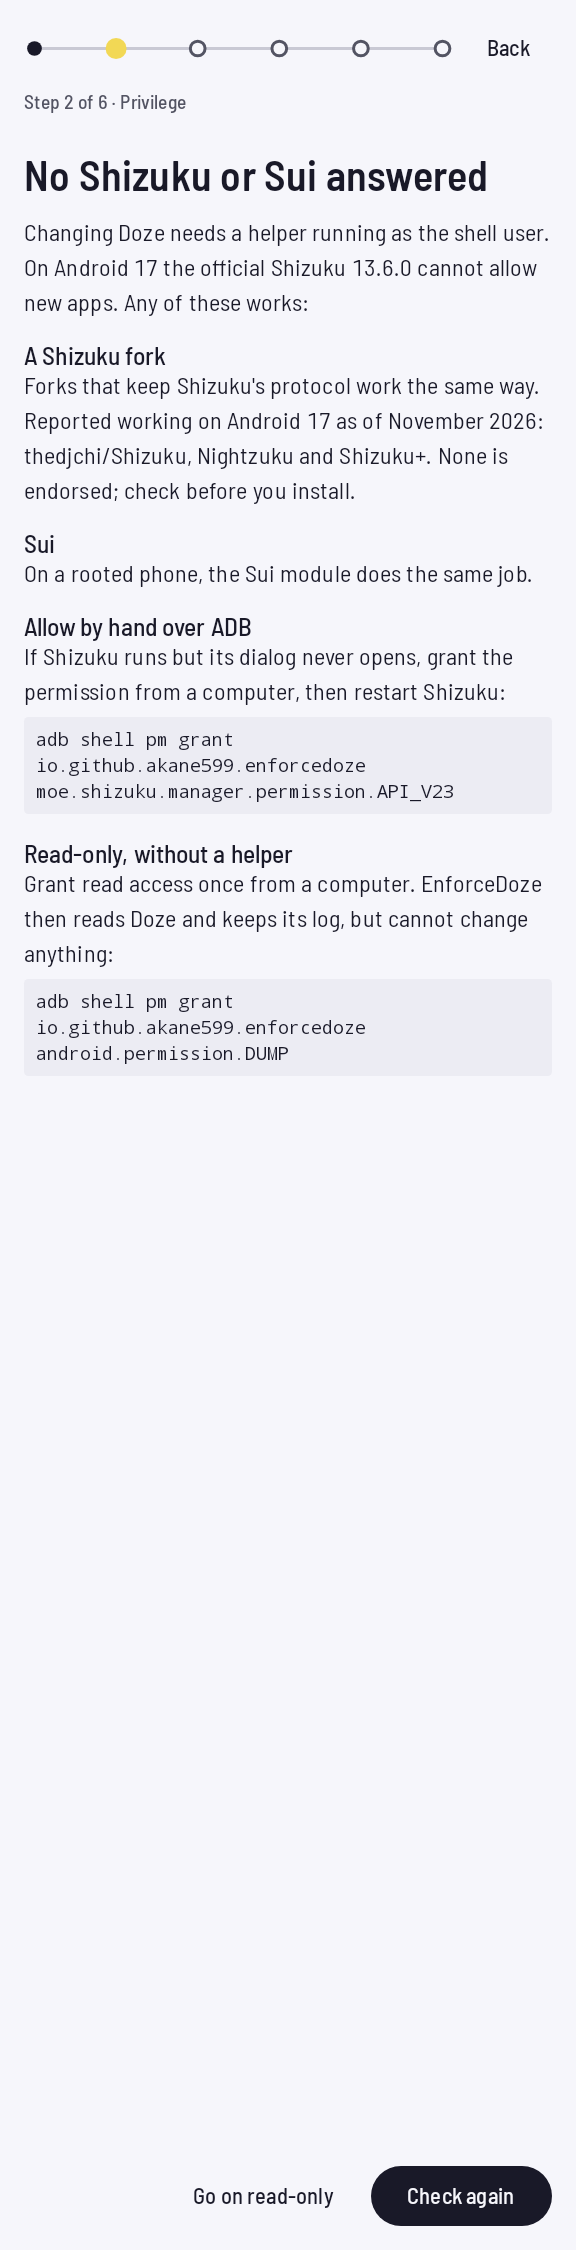 Back
Step 2 of 6 · Privilege
No Shizuku or Sui answered
Changing Doze needs a helper running as the shell user.
On Android 17 the official Shizuku 13.6.0 cannot allow
new apps. Any of these works:
A Shizuku fork
Forks that keep Shizuku's protocol work the same way.
Reported working on Android 17 as of November 2026:
thedjchi/Shizuku, Nightzuku and Shizuku+. None is
endorsed; check before you install.
Sui
On a rooted phone, the Sui module does the same job.
Allow by hand over ADB
If Shizuku runs but its dialog never opens, grant the
permission from a computer, then restart Shizuku:
adb shell pm grant
io.github.akane599.enforcedoze
moe.shizuku.manager.permission.API_V23
Read-only, without a helper
Grant read access once from a computer. EnforceDoze
then reads Doze and keeps its log, but cannot change
anything:
adb shell pm grant
io.github.akane599.enforcedoze
android.permission.DUMP
Go on read-only
Check again